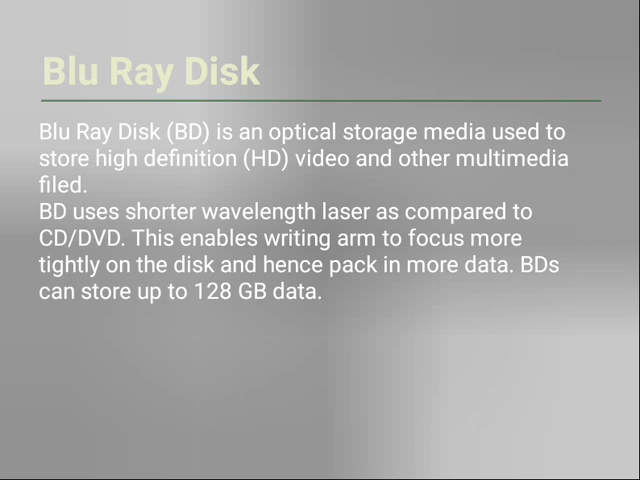 Blu Ray Disk
Blu Ray Disk (BD) is an optical storage media used to
store high definition (HD) video and other multimedia
filed.
BD uses shorter wavelength laser as compared to
CD/DVD. This enables writing arm to focus more
tightly on the disk and hence pack in more data. BDs
can store up to 128 GB data.